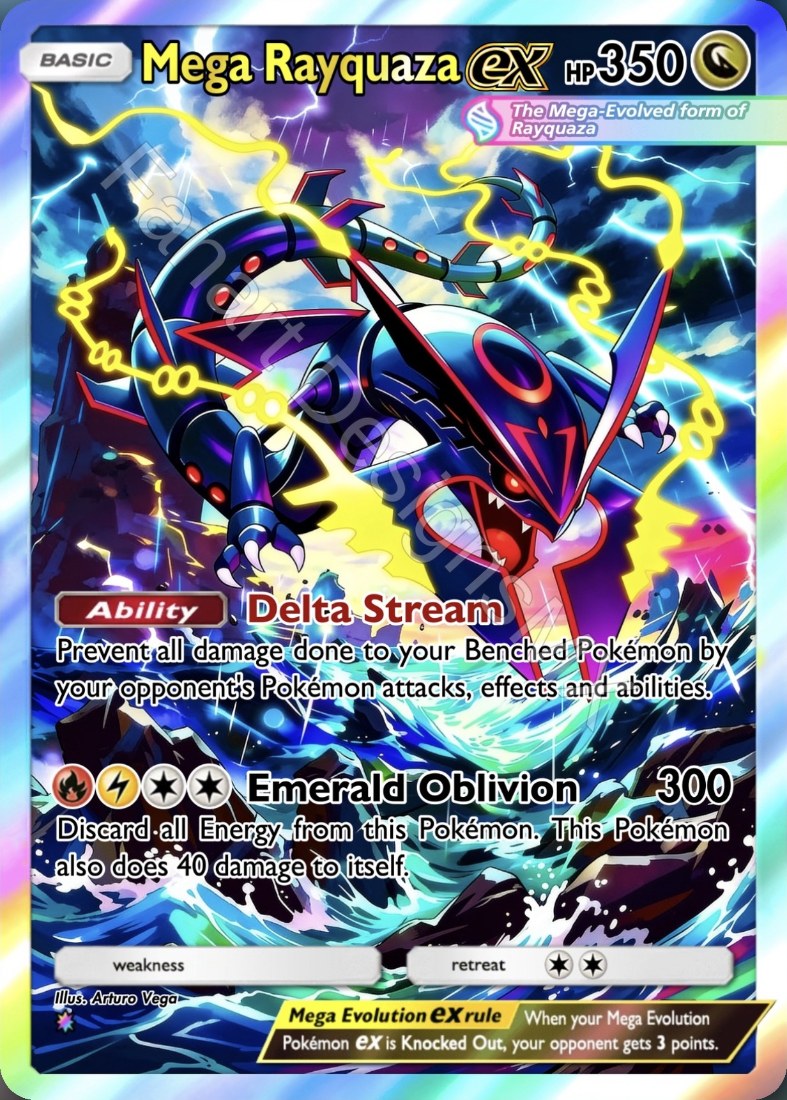 BASIC
Mega Rayquaza ex HP350
The Mega-Evolved form of
Rayquaza
Fanart Designs
Ability Delta Stream
Prevent all damage done to your Benched Pokémon by
your opponent's Pokémon attacks, effects and abilities.
Emerald Oblivion 300
Discard all Energy from this Pokémon. This Pokémon
also does 40 damage to itself.
weakness
retreat
Illus. Arturo Vega
Mega Evolution ex rule When your Mega Evolution
Pokémon ex is Knocked Out, your opponent gets 3 points.